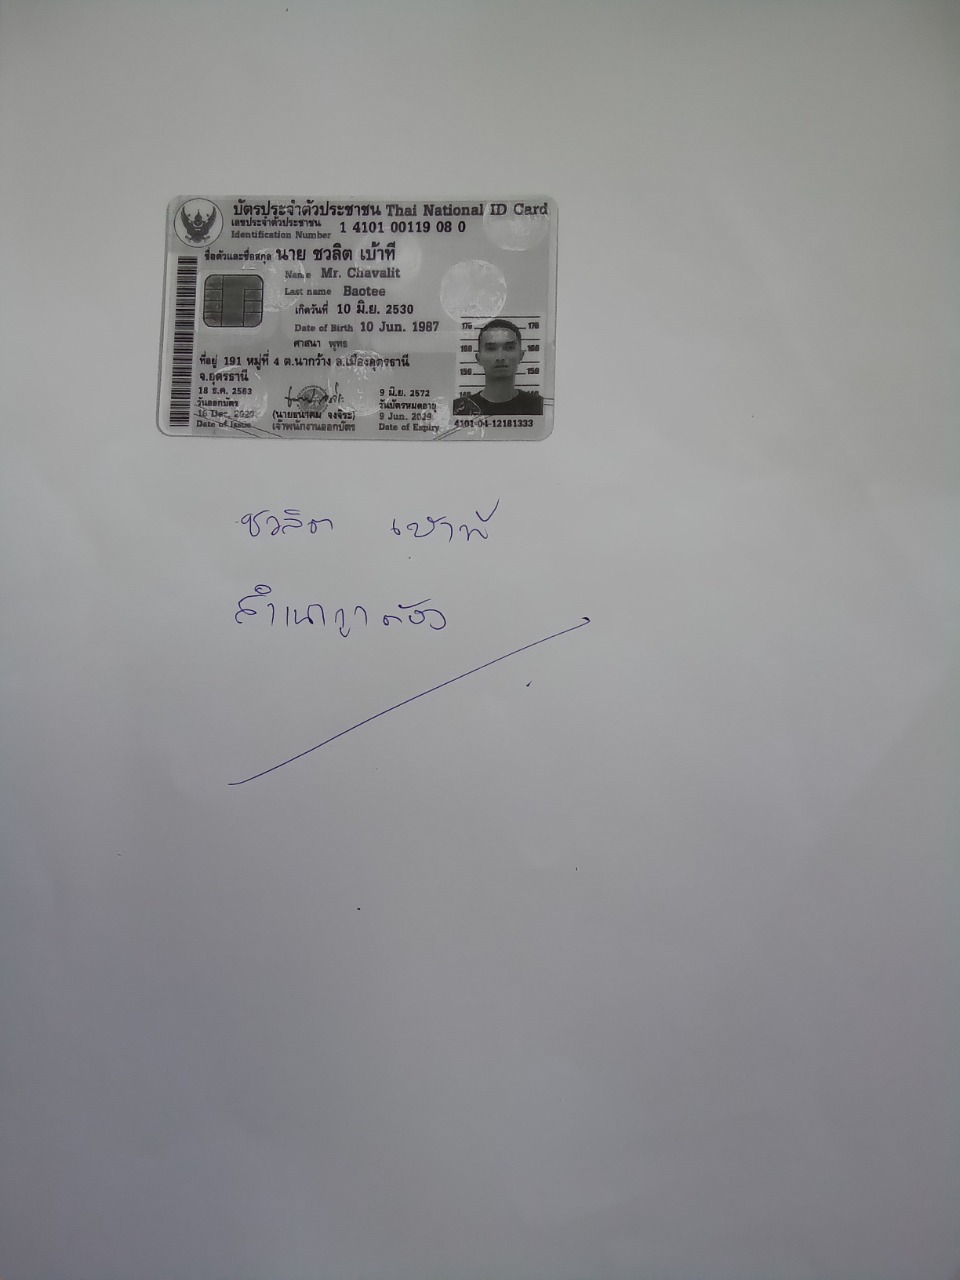 บัตรประจำตัวประชาชน Thai National ID Card
เลขประจำตัวประชาชน
Identification Number 1 4101 00119 08 0
ชื่อตัวและชื่อสกุล นาย ชวลิต เบ้าที
Name Mr. Chavalit
Last name Baotee
เกิดวันที่ 10 มิ.ย. 2530
Date of Birth 10 Jun. 1987
ศาสนา พุทธ
ที่อยู่ 191 หมู่ที่ 4 ต.นากว้าง อ.เมืองอุดรธานี
จ.อุดรธานี
18 ธ.ค. 2563
วันออกบัตร
Dec. 2020
Date of Issue
เจ้าพนักงานออกบัตร
9 มิ.ย. 2572
วันบัตรหมดอายุ
9 Jun. 2029
Date of Expiry
170 170
160 160
150 150
4101-04-12181333
ชวลิต เบ้าที
สำเนาถูกต้อง